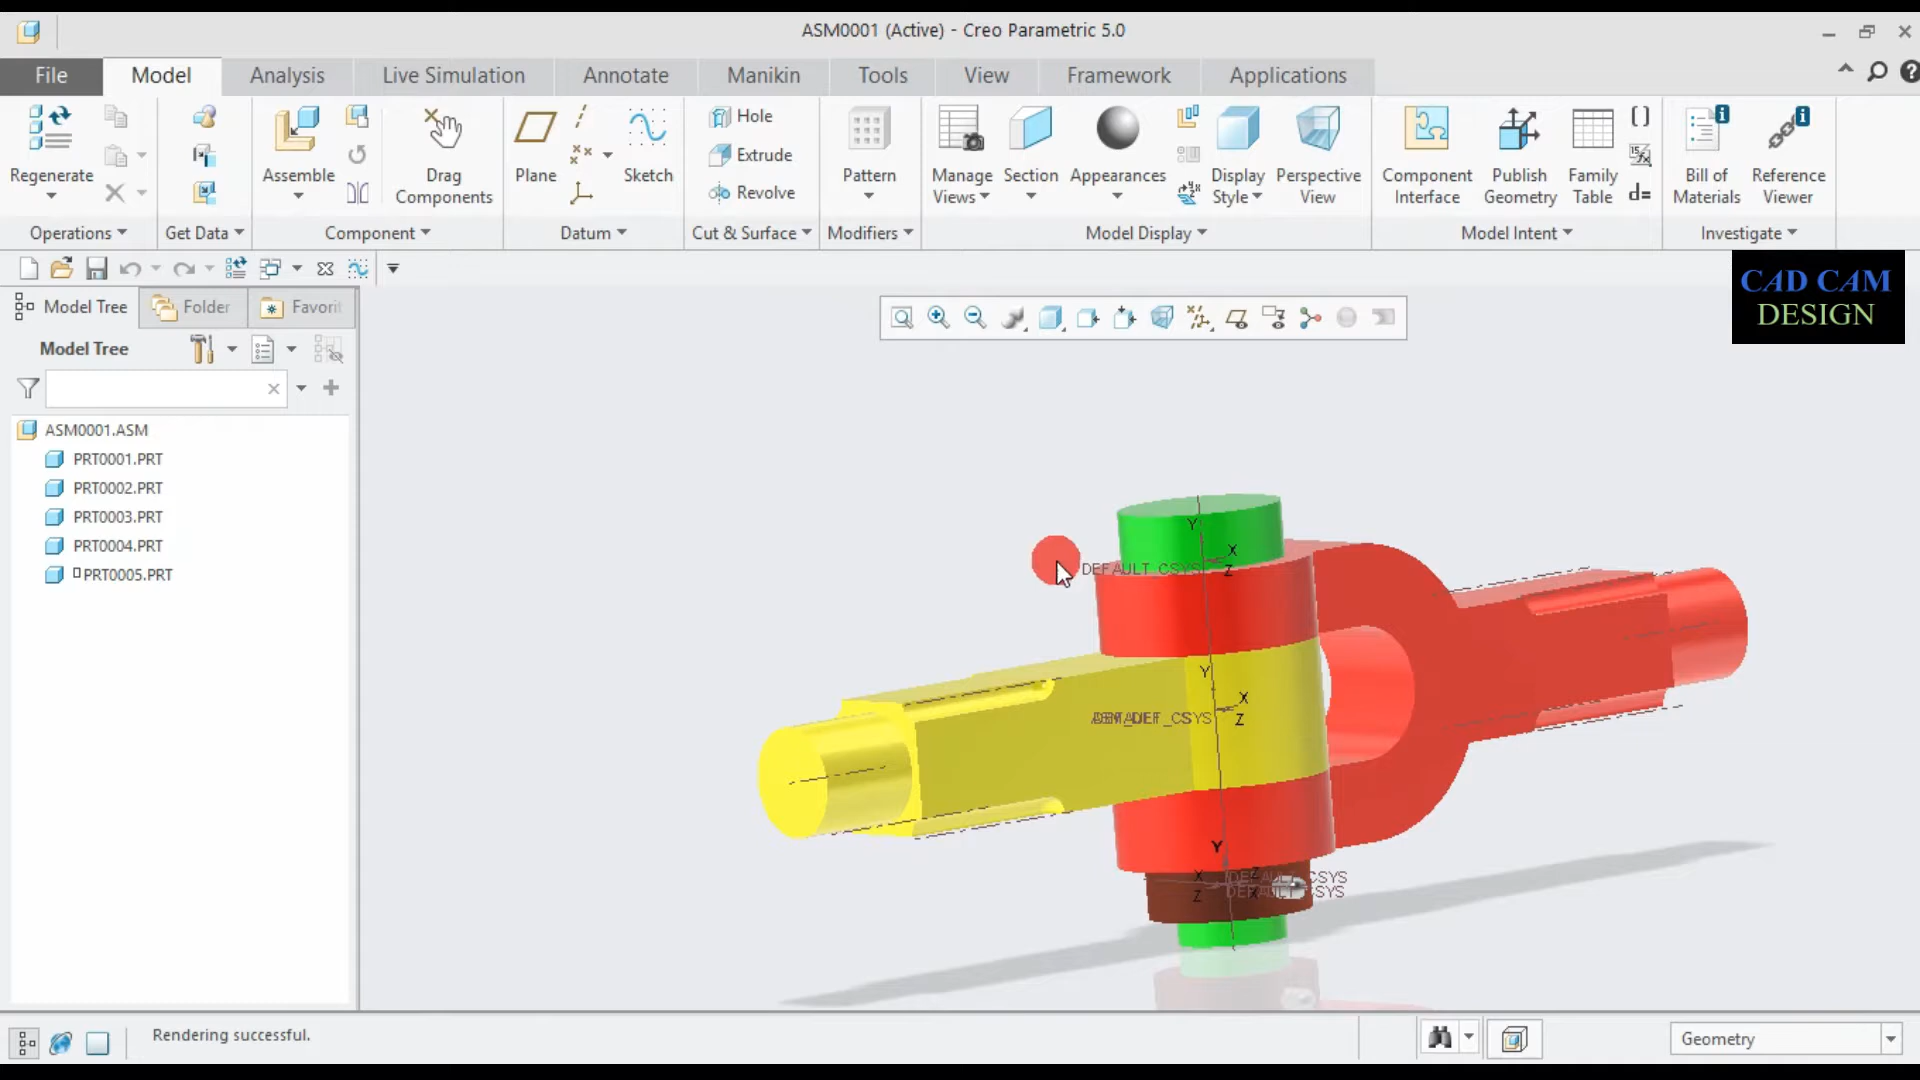 ASM0001 (Active) - Creo Parametric 5.0
File Model Analysis Live Simulation Annotate Manikin Tools View Framework Applications
Regenerate
Assemble
Drag
Components
Plane
Sketch
Hole
Extrude
Revolve
Pattern
Manage
Views
Section
Appearances
Display
Style
Perspective
View
Component
Interface
Publish
Geometry
Family
Table
d=
Bill of
Materials
Reference
Viewer
Operations Get Data Component Datum Cut & Surface Modifiers Model Display Model Intent Investigate
CAD CAM
DESIGN
Model Tree Folder Favorit
Model Tree
ASM0001.ASM
PRT0001.PRT
PRT0002.PRT
PRT0003.PRT
PRT0004.PRT
PRT0005.PRT
Y
X
DEFAULT_CSYS
Z
Y
X
Z
Y
X
Z
DEFAULT_CSYS
DEFAULT_CSYS
Z
X
Rendering successful.
Geometry